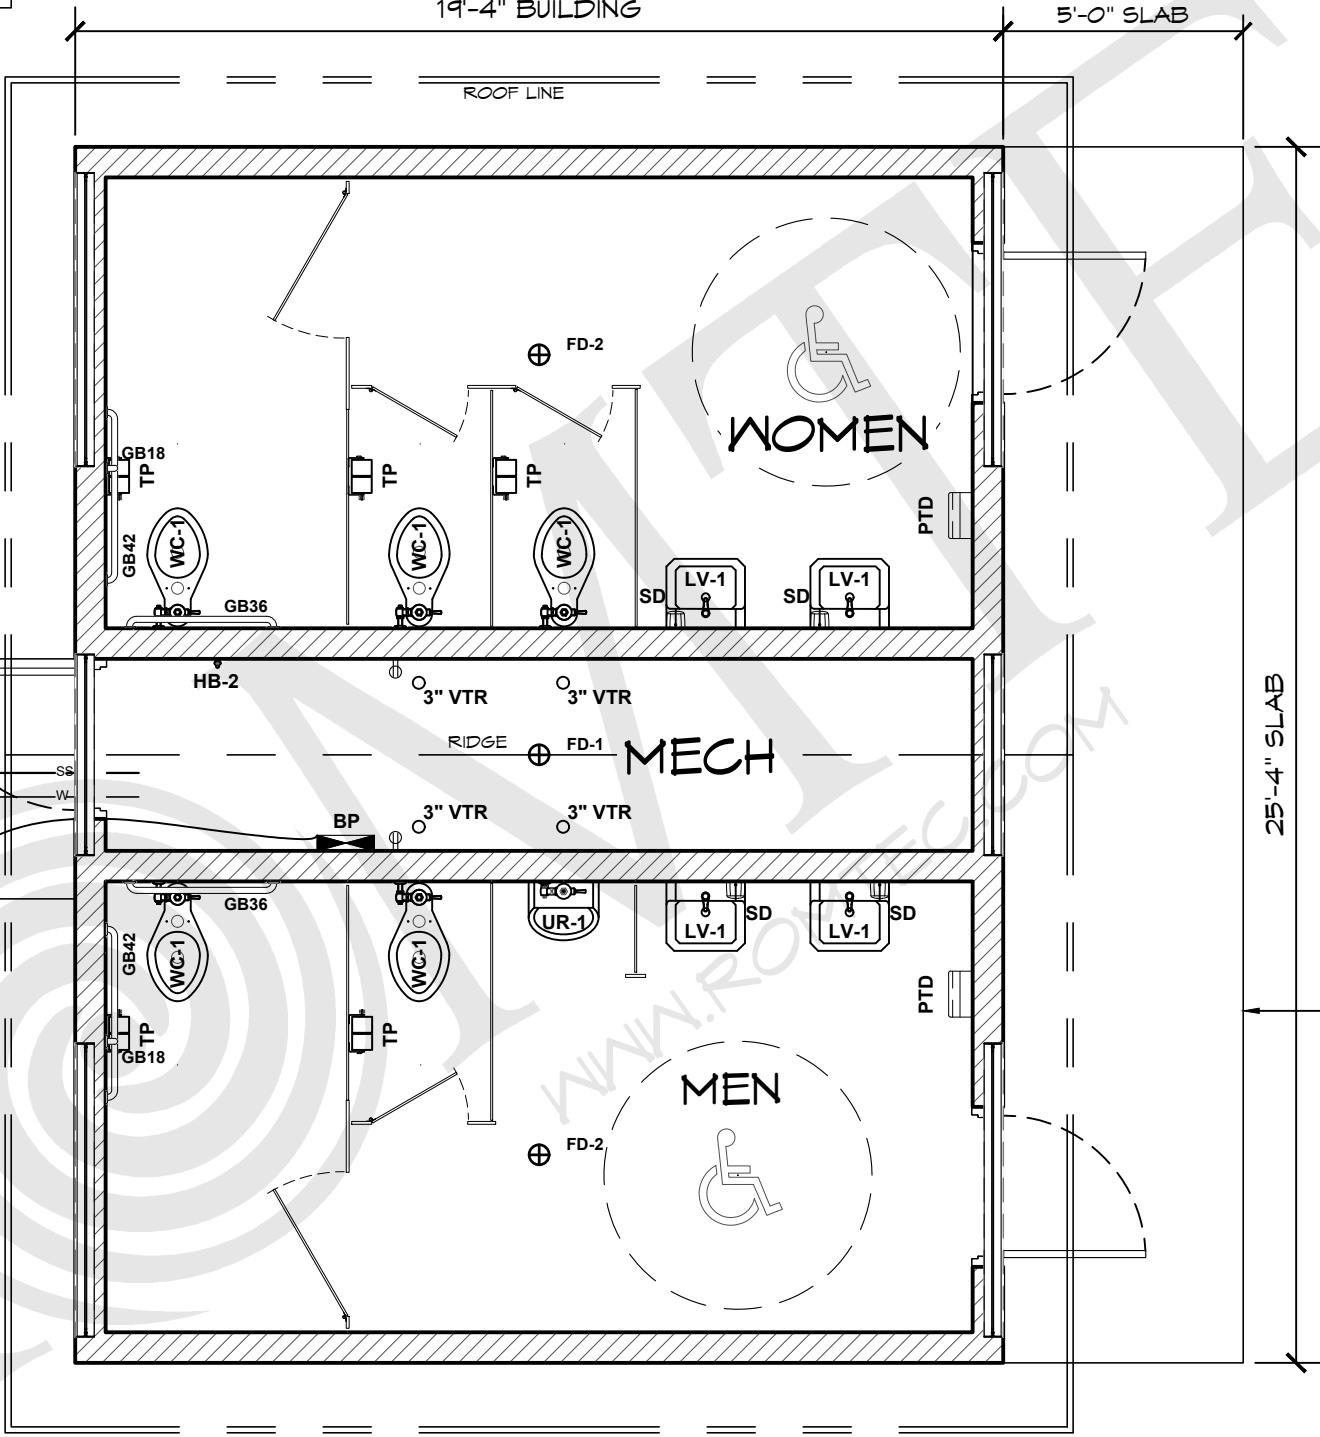 19'-4" BUILDING
5'-0" SLAB
ROOF LINE
FD-2
WOMEN
GB18
TP
TP
TP
PTD
GB42
WC-1
WC-1
WC-1
LV-1
LV-1
SD
SD
GB36
HB-2
3" VTR
3" VTR
RIDGE
FD-1
MECH
25'-4" SLAB
SS
W
BP
3" VTR
3" VTR
GB36
UR-1
SD
SD
LV-1
LV-1
GB42
WC-1
WC-1
PTD
TP
TP
GB18
MEN
FD-2
WWW.ROMTEC.COM